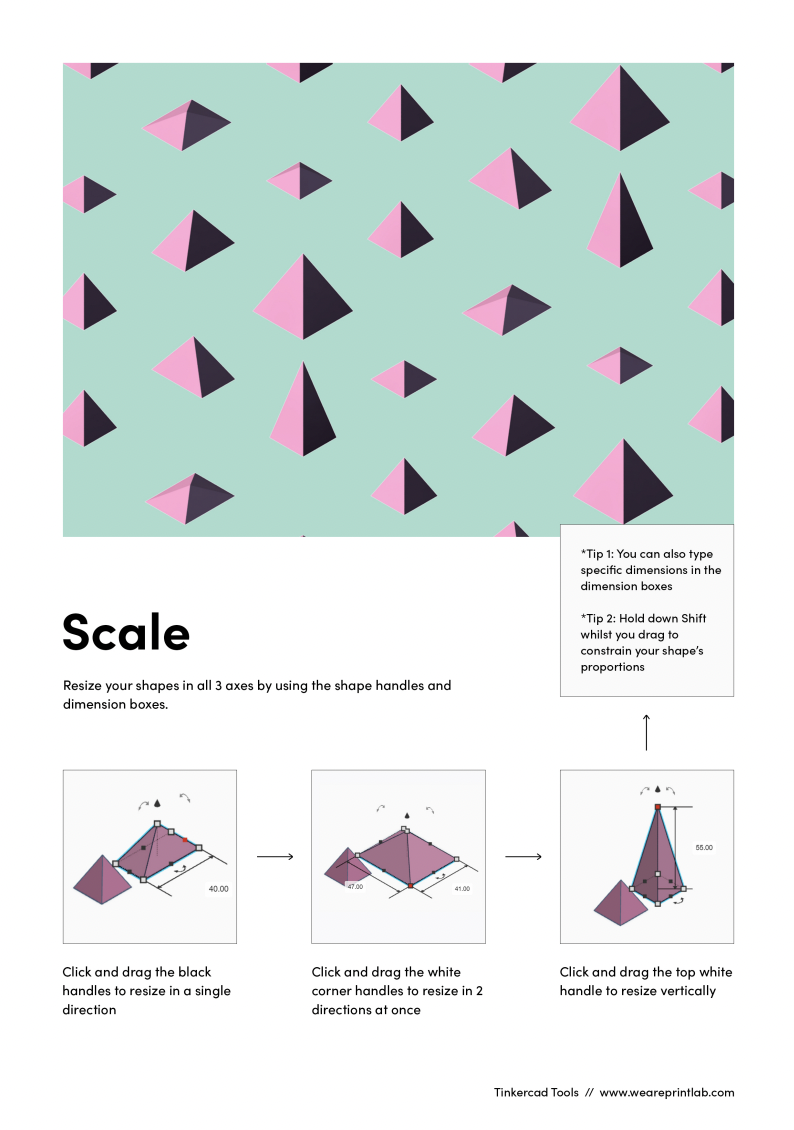 *Tip 1: You can also type
specific dimensions in the
dimension boxes
*Tip 2: Hold down Shift
whilst you drag to
constrain your shape’s
proportions
Scale
Resize your shapes in all 3 axes by using the shape handles and
dimension boxes.
40.00
47.00
41.00
55.00
Click and drag the black
handles to resize in a single
direction
Click and drag the white
corner handles to resize in 2
directions at once
Click and drag the top white
handle to resize vertically
Tinkercad Tools // www.weareprintlab.com